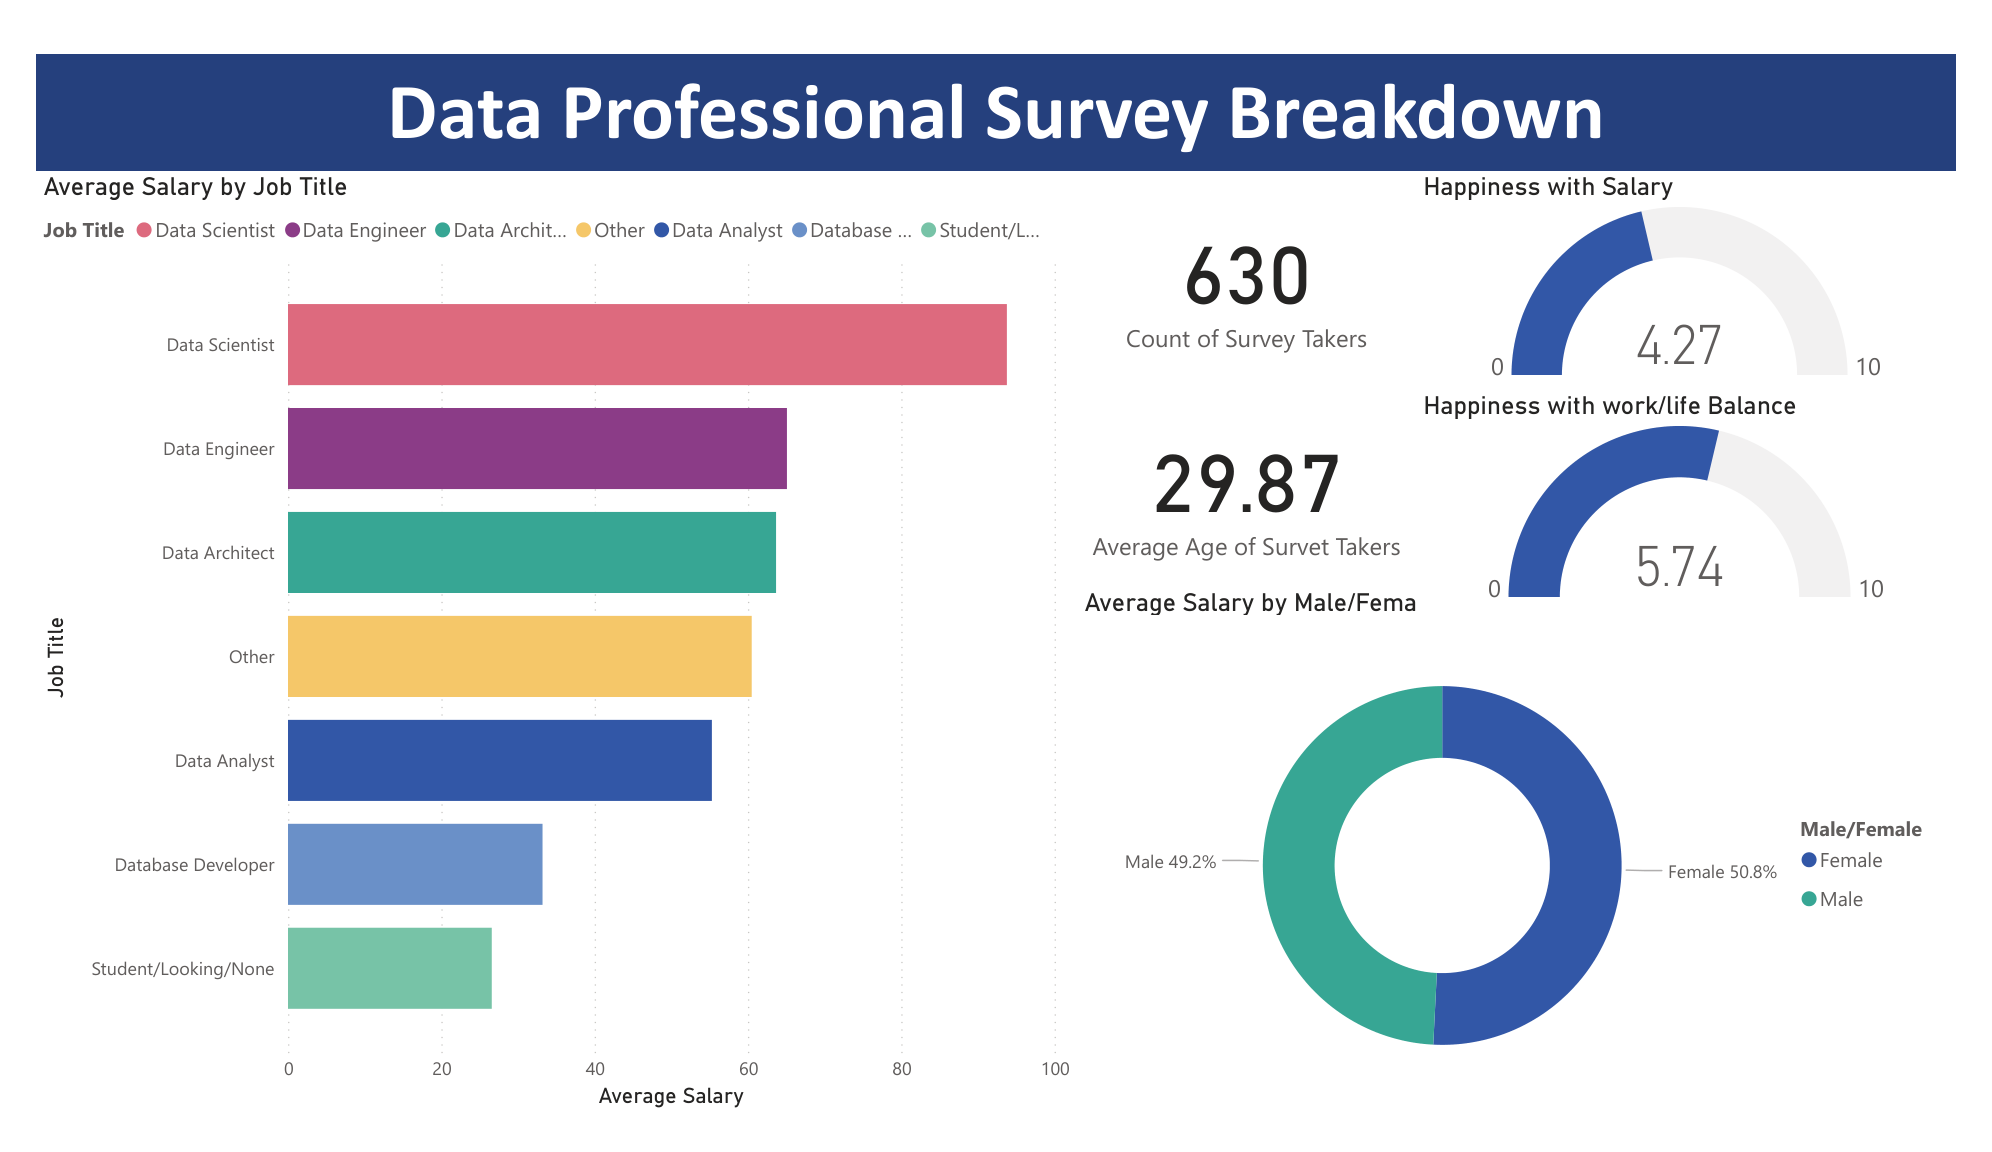 Data Professional Survey Breakdown
Average Salary by Job Title
Job Title Data Scientist Data Engineer Data Archit... Other Data Analyst Database ... Student/L...
Data Scientist
Data Engineer
Data Architect
Other
Data Analyst
Database Developer
Student/Looking/None
Job Title
0 20 40 60 80 100
Average Salary
630
Count of Survey Takers
29.87
Average Age of Survet Takers
Happiness with Salary
4.27
0 10
Happiness with work/life Balance
5.74
0 10
Average Salary by Male/Fema
Male 49.2%
Female 50.8%
Male/Female
Female
Male